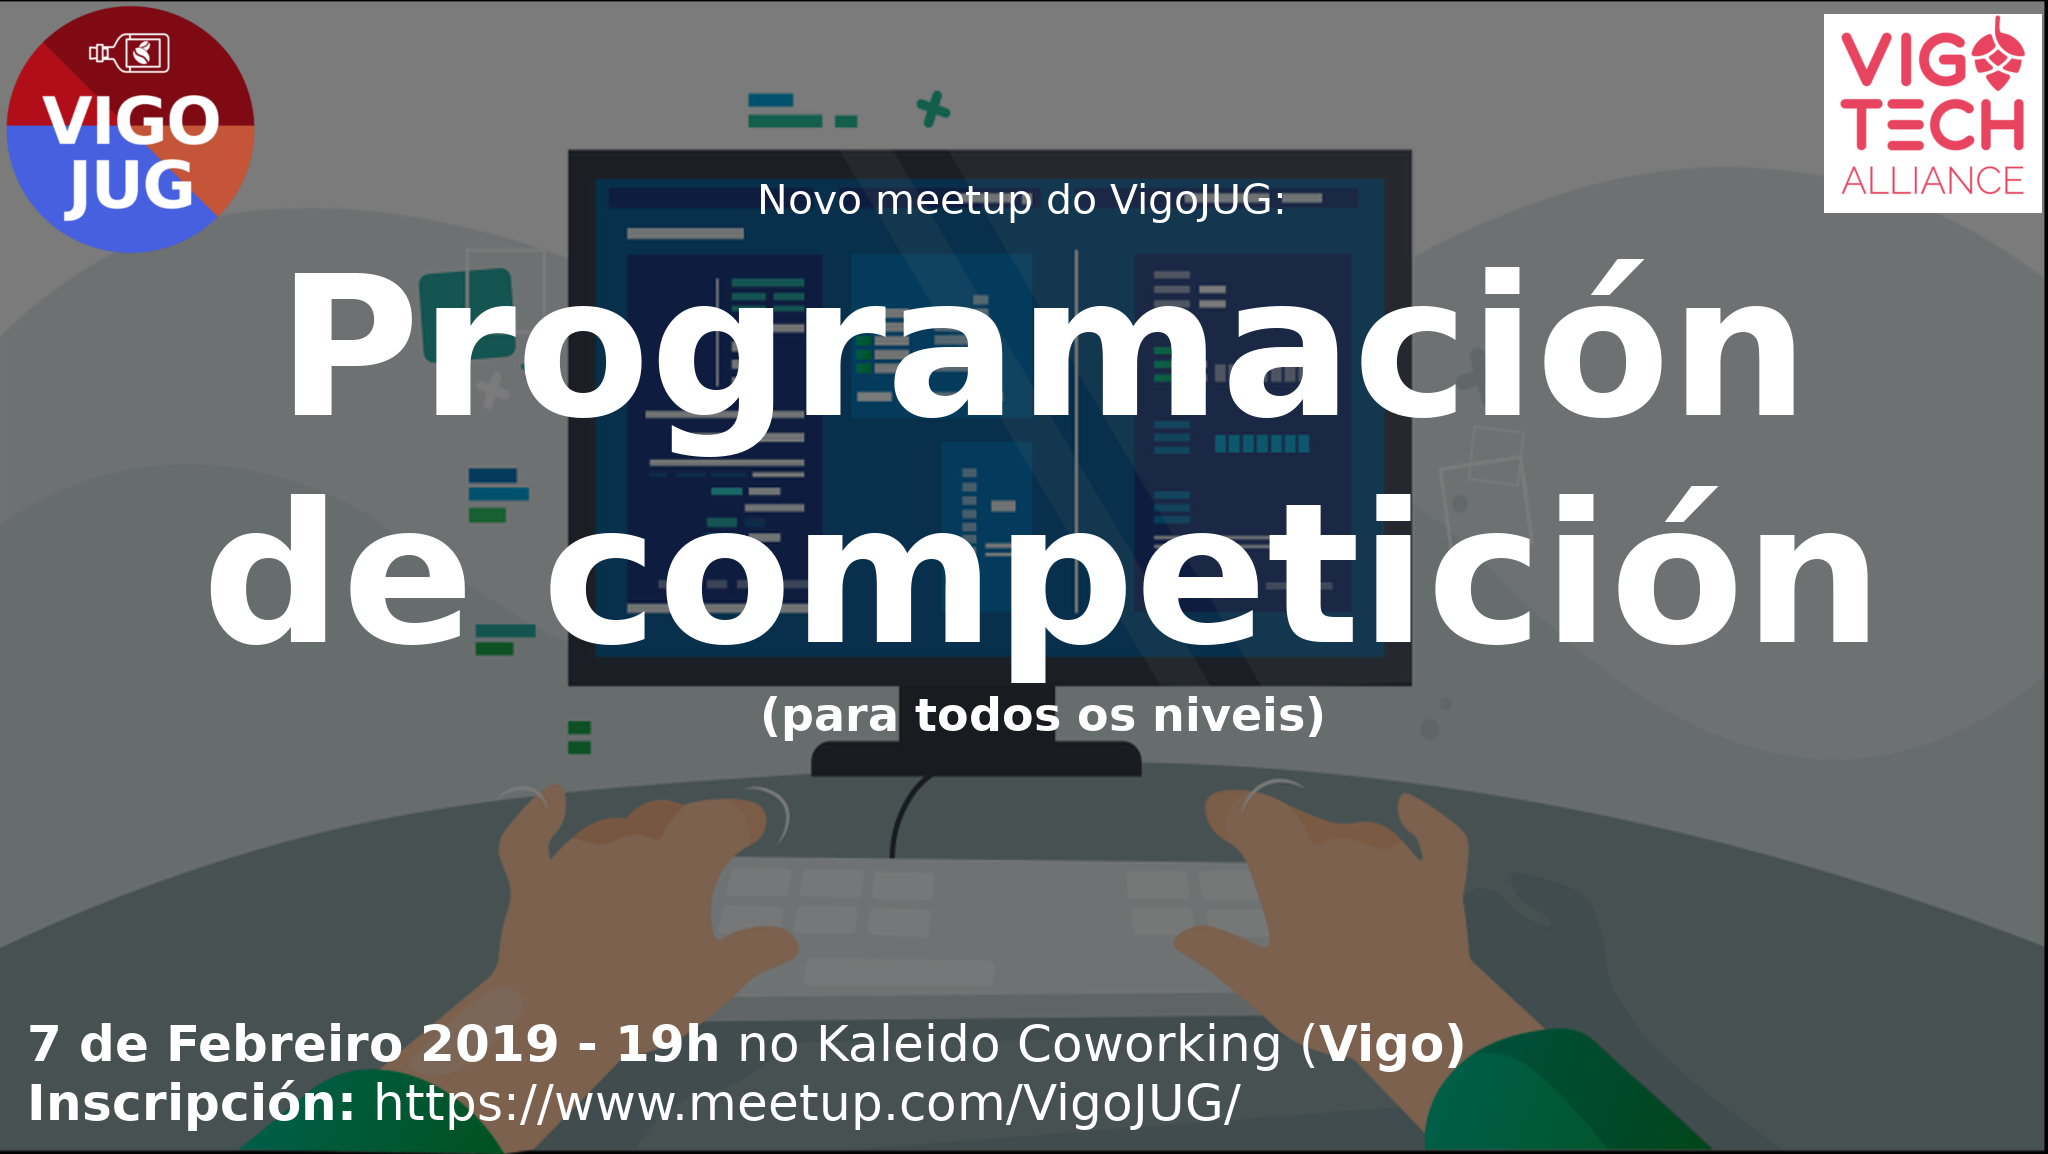 VIGO
JUG
VIGO
TECH
ALLIANCE
Novo meetup do VigoJUG:
Programación
de competición
(para todos os niveis)
7 de Febreiro 2019 - 19h no Kaleido Coworking (Vigo)
Inscripción: https://www.meetup.com/VigoJUG/